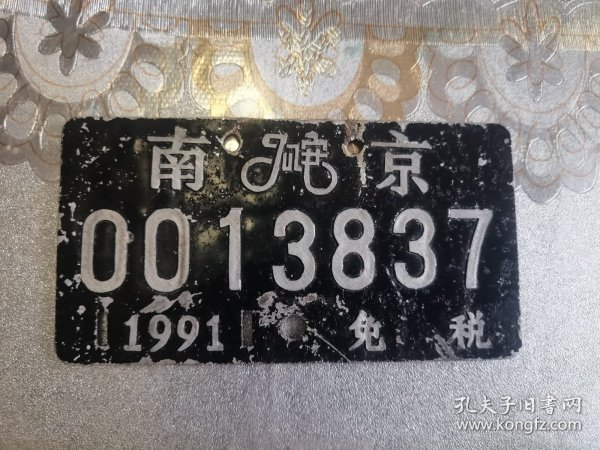 南 京
0013837
1991 免 税
孔夫子旧书网
www.kongfz.com